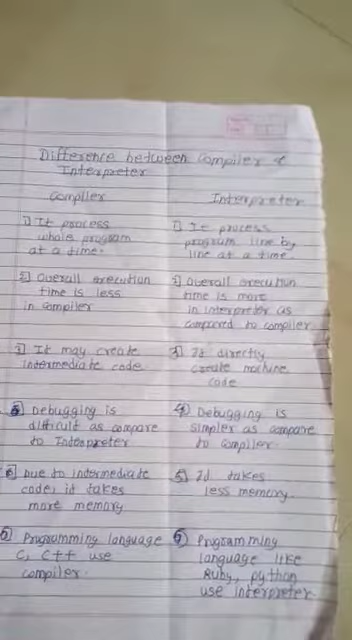 Difference between Compiler &
Interpreter
Compiler
1) It process
whole program
at a time.
2) Overall execution
time is less
in compiler
3) It may create
intermediate code.
Debugging is
difficult as compare
to Interpreter
Due to intermediate
code, it takes
more memory
6) Programming language
C, C++ use
compiler.
Interpreter
1) It process
program line by
line at a time.
2) Overall execution
time is more
in interpreter as
compared to compiler
3) It directly
create machine
code
4) Debugging is
simpler as compare
to compiler.
5) It takes
less memory.
Programming
language like
Ruby, python
use interpreter.